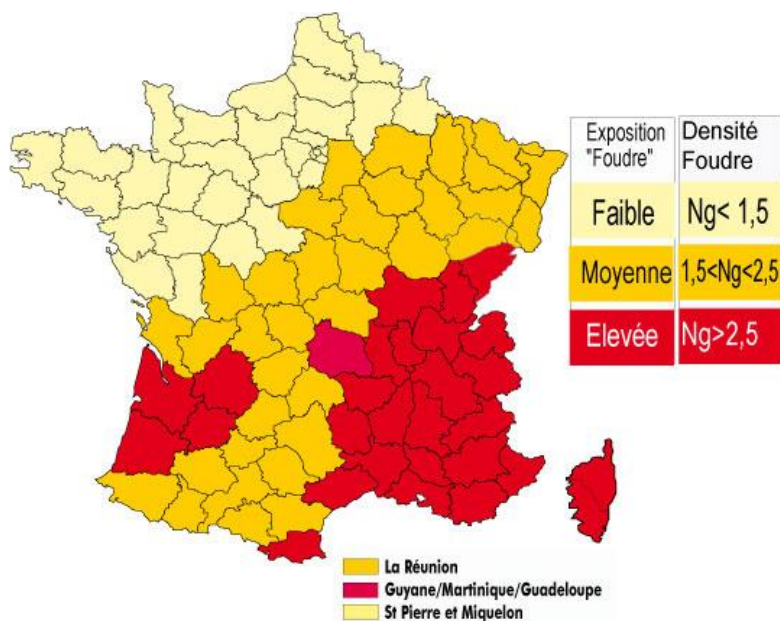 Exposition
"Foudre"
Densité
Foudre
Faible
Ng< 1,5
Moyenne
1,5<Ng<2,5
Elevée
Ng>2,5
La Réunion
Guyane/Martinique/Guadeloupe
St Pierre et Miquelon